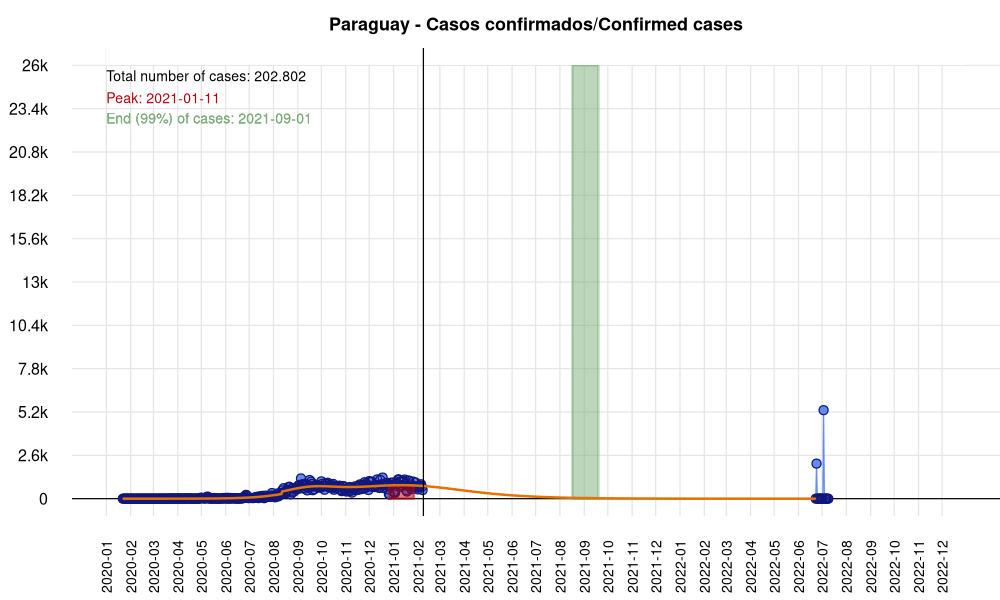 Paraguay - Casos confirmados/Confirmed cases
Total number of cases: 202.802
Peak: 2021-01-11
End (99%) of cases: 2021-09-01
26k
23.4k
20.8k
18.2k
15.6k
13k
10.4k
7.8k
5.2k
2.6k
0
2020-01
2020-02
2020-03
2020-04
2020-05
2020-06
2020-07
2020-08
2020-09
2020-10
2020-11
2020-12
2021-01
2021-02
2021-03
2021-04
2021-05
2021-06
2021-07
2021-08
2021-09
2021-10
2021-11
2021-12
2022-01
2022-02
2022-03
2022-04
2022-05
2022-06
2022-07
2022-08
2022-09
2022-10
2022-11
2022-12